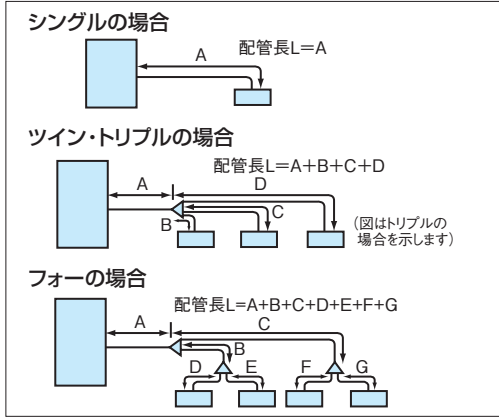 シングルの場合
配管長L=A
A
ツイン・トリプルの場合
配管長L=A+B+C+D
A
D
C
B
(図はトリプルの
場合を示します)
フォーの場合
配管長L=A+B+C+D+E+F+G
A
C
B
D
E
F
G